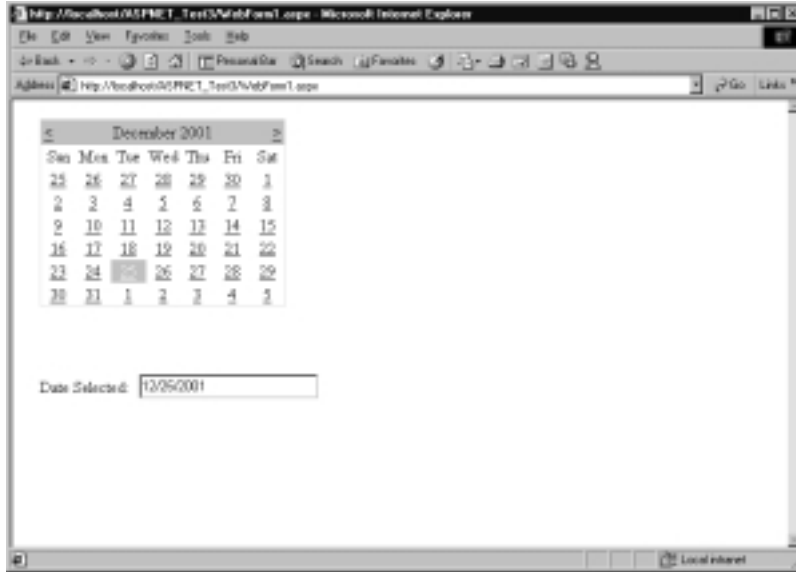 http://localhost/ASPNET_Test3/WebForm1.aspx - Microsoft Internet Explorer
File Edit View Favorites Tools Help
Back PersonalBar Search Favorites
Address http://localhost/ASPNET_Test3/WebForm1.aspx Go Links »
< December 2001 >
Sun Mon Tue Wed Thu Fri Sat
25 26 27 28 29 30 1
2 3 4 5 6 7 8
9 10 11 12 13 14 15
16 17 18 19 20 21 22
23 24 25 26 27 28 29
30 31 1 2 3 4 5
Date Selected: 12/25/2001
Local intranet